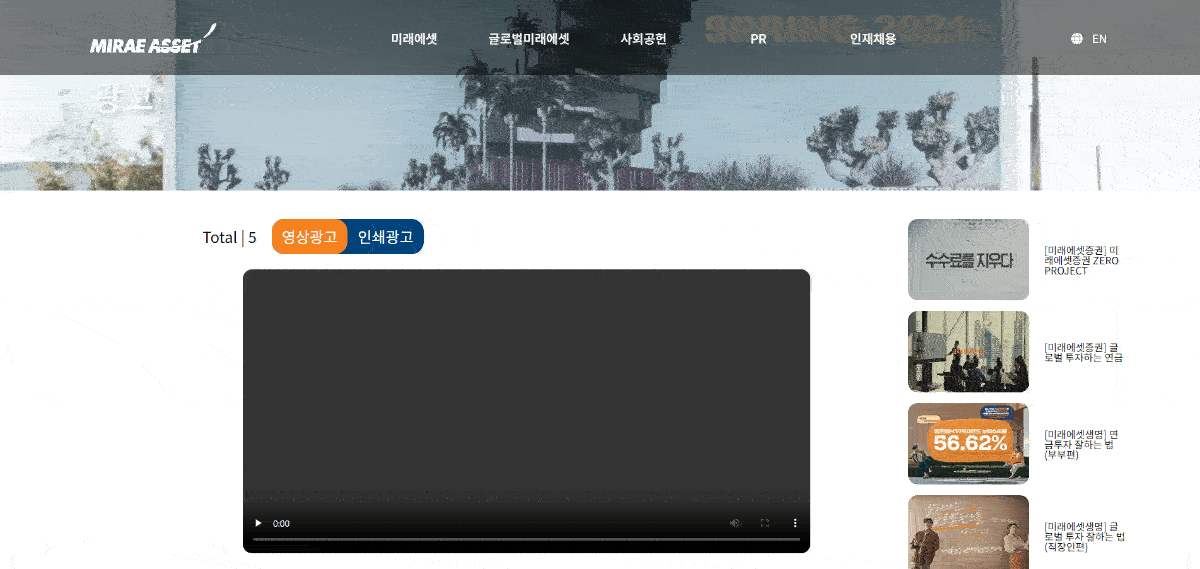 MIRAE ASSET
미래에셋
글로벌미래에셋
사회공헌
PR
인재채용
EN
SPRING 2021
광고
Total | 5
영상광고
인쇄광고
0:00
수수료를 지우다
[미래에셋증권] 미
래에셋증권 ZERO
PROJECT
[미래에셋증권] 글
로벌 투자하는 연금
56.62%
[미래에셋생명] 연
금투자 잘하는 법
(부부편)
[미래에셋생명] 글
로벌 투자 잘하는 법
(직장인편)